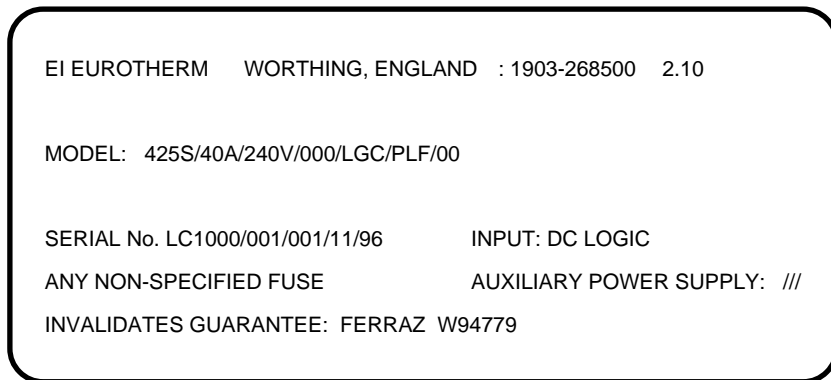 EI EUROTHERM WORTHING, ENGLAND : 1903-268500 2.10
MODEL: 425S/40A/240V/000/LGC/PLF/00
SERIAL No. LC1000/001/001/11/96 INPUT: DC LOGIC
ANY NON-SPECIFIED FUSE AUXILIARY POWER SUPPLY: ///
INVALIDATES GUARANTEE: FERRAZ W94779